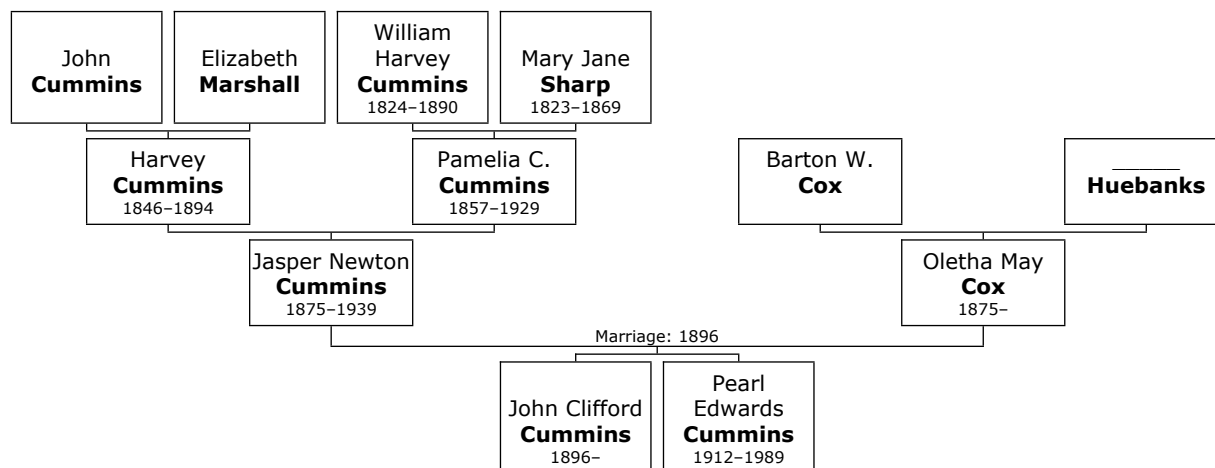 John
Cummins
Elizabeth
Marshall
William
Harvey
Cummins
1824–1890
Mary Jane
Sharp
1823–1869
Harvey
Cummins
1846–1894
Pamelia C.
Cummins
1857–1929
Barton W.
Cox
_____
Huebanks
Jasper Newton
Cummins
1875–1939
Oletha May
Cox
1875–
Marriage: 1896
John Clifford
Cummins
1896–
Pearl
Edwards
Cummins
1912–1989